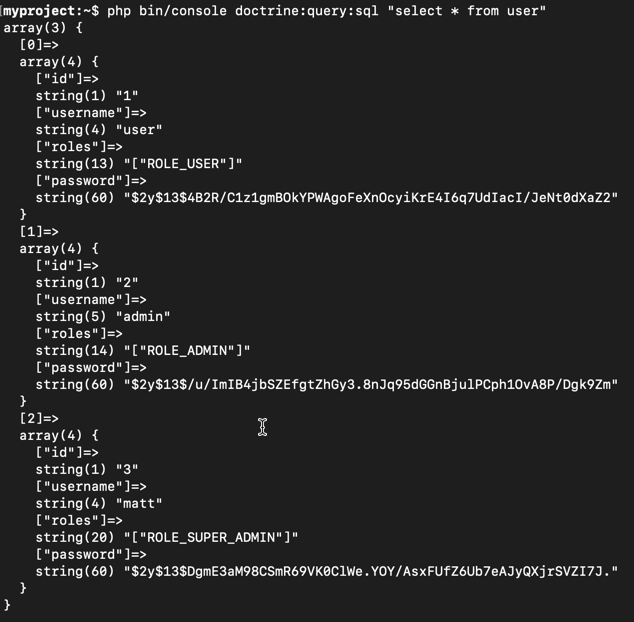 [myproject:~$ php bin/console doctrine:query:sql "select * from user"
array(3) {
[0]=>
array(4) {
["id"]=>
string(1) "1"
["username"]=>
string(4) "user"
["roles"]=>
string(13) "["ROLE_USER"]"
["password"]=>
string(60) "$2y$13$4B2R/C1z1gmBOkYPWAgoFeXnOcyiKrE4I6q7UdIacI/JeNt0dXaZ2"
}
[1]=>
array(4) {
["id"]=>
string(1) "2"
["username"]=>
string(5) "admin"
["roles"]=>
string(14) "["ROLE_ADMIN"]"
["password"]=>
string(60) "$2y$13$/u/ImIB4jbSZEfgtZhGy3.8nJq95dGGnBjulPCph1OvA8P/Dgk9Zm"
}
[2]=>
array(4) {
["id"]=>
string(1) "3"
["username"]=>
string(4) "matt"
["roles"]=>
string(20) "["ROLE_SUPER_ADMIN"]"
["password"]=>
string(60) "$2y$13$DgmE3aM98CSmR69VK0ClWe.YOY/AsxFUfZ6Ub7eAJyQXjrSVZI7J."
}
}